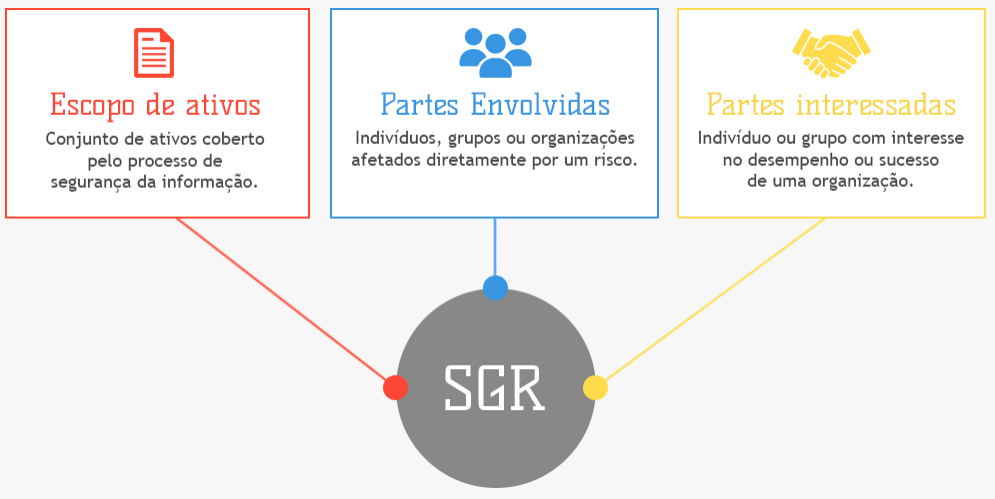 Escopo de ativos
Conjunto de ativos coberto
pelo processo de
segurança da informação.
Partes Envolvidas
Indivíduos, grupos ou organizações
afetados diretamente por um risco.
Partes interessadas
Indivíduo ou grupo com interesse
no desempenho ou sucesso
de uma organização.
SGR